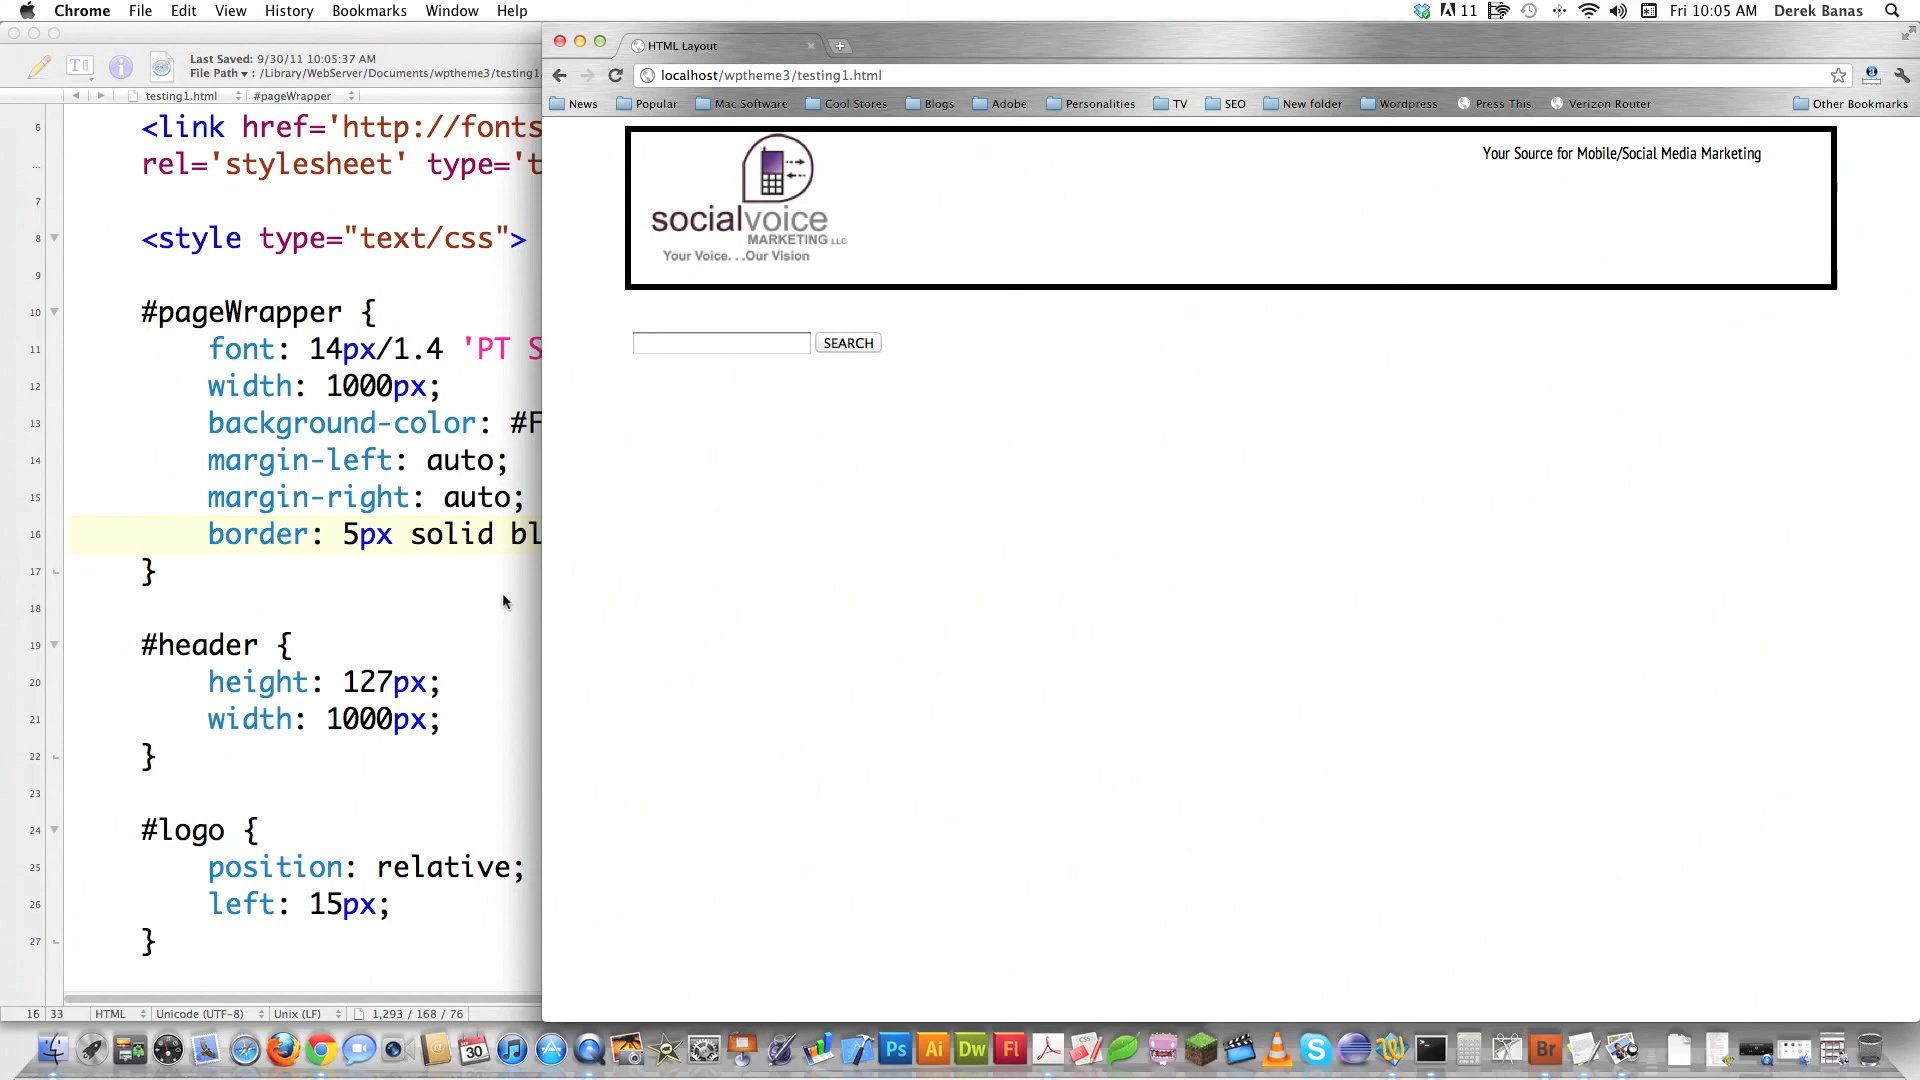 Chrome File Edit View History Bookmarks Window Help
11 Fri 10:05 AM Derek Banas
Last Saved: 9/30/11 10:05:37 AM
File Path ▾ : /Library/WebServer/Documents/wptheme3/testing1.
testing1.html #pageWrapper
6 <link href='http://fonts
... rel='stylesheet' type='t
7
8 <style type="text/css">
9
10 #pageWrapper {
11 font: 14px/1.4 'PT S
12 width: 1000px;
13 background-color: #F
14 margin-left: auto;
15 margin-right: auto;
16 border: 5px solid bl
17 }
18
19 #header {
20 height: 127px;
21 width: 1000px;
22 }
23
24 #logo {
25 position: relative;
26 left: 15px;
27 }
16 33 HTML Unicode (UTF-8) Unix (LF) 1,293 / 168 / 76
HTML Layout
localhost/wptheme3/testing1.html
News Popular Mac Software Cool Stores Blogs Adobe Personalities TV SEO New folder Wordpress Press This Verizon Router Other Bookmarks
Your Source for Mobile/Social Media Marketing
socialvoice
MARKETING LLC
Your Voice. . .Our Vision
SEARCH
30 Ps Ai Dw Fl CSS Br